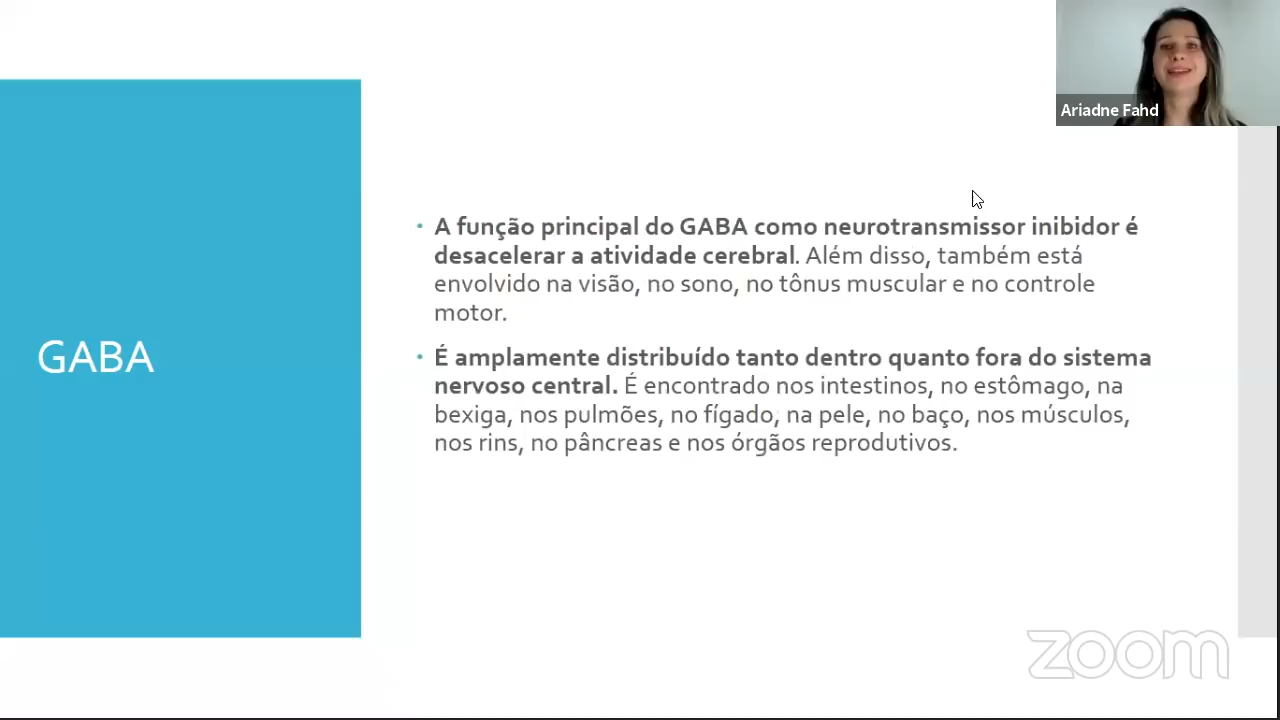 Ariadne Fahd
GABA
• A função principal do GABA como neurotransmissor inibidor é
desacelerar a atividade cerebral. Além disso, também está
envolvido na visão, no sono, no tônus muscular e no controle
motor.
• É amplamente distribuído tanto dentro quanto fora do sistema
nervoso central. É encontrado nos intestinos, no estômago, na
bexiga, nos pulmões, no fígado, na pele, no baço, nos músculos,
nos rins, no pâncreas e nos órgãos reprodutivos.
zoom